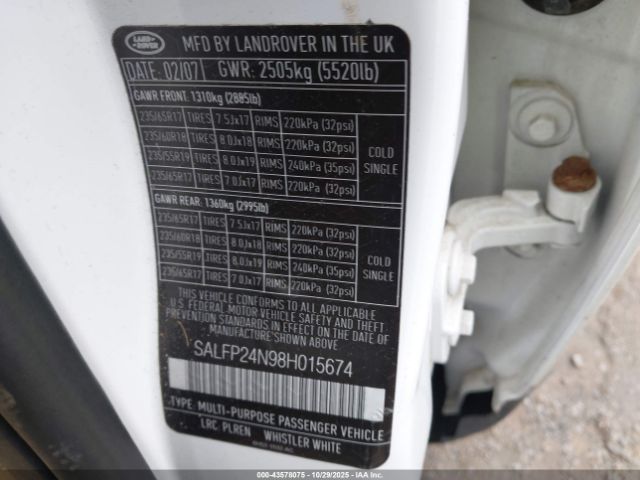 LAND ROVER
MFD BY LANDROVER IN THE UK
DATE: 02/07 GWR: 2505kg (5520lb)
GAWR FRONT: 1310kg (2885lb)
235/65R17 TIRES 7.5Jx17 RIMS 220kPa (32psi)
235/60R18 TIRES 8.0Jx18 RIMS 220kPa (32psi)
235/55R19 TIRES 8.0Jx19 RIMS 240kPa (35psi)
235/65R17 TIRES 7.0Jx17 RIMS 220kPa (32psi)
COLD
SINGLE
GAWR REAR: 1360kg (2995lb)
235/65R17 TIRES 7.5Jx17 RIMS 220kPa (32psi)
235/60R18 TIRES 8.0Jx18 RIMS 220kPa (32psi)
235/55R19 TIRES 8.0Jx19 RIMS 240kPa (35psi)
235/65R17 TIRES 7.0Jx17 RIMS 220kPa (32psi)
COLD
SINGLE
THIS VEHICLE CONFORMS TO ALL APPLICABLE
U.S. FEDERAL MOTOR VEHICLE SAFETY AND THEFT
PREVENTION STANDARDS IN EFFECT ON THE DATE OF
MANUFACTURE SHOWN ABOVE.
SALFP24N98H015674
TYPE: MULTI-PURPOSE PASSENGER VEHICLE
LRC PLREN WHISTLER WHITE
©IAA 200-43578075 | 10/29/2025 | IAAI.COM